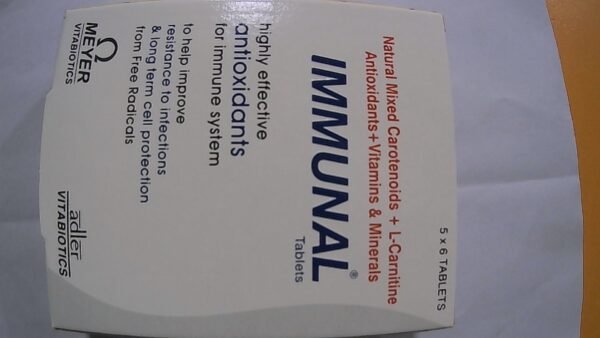 5 x 6 TABLETS
Natural Mixed Carotenoids + L-Carnitine
Antioxidants + Vitamins & Minerals
IMMUNAL®
Tablets
highly effective
antioxidants
for immune system
to help improve
resistance to infections
& long term cell protection
from Free Radicals
MEYER
VITABIOTICS
adler
VITABIOTICS